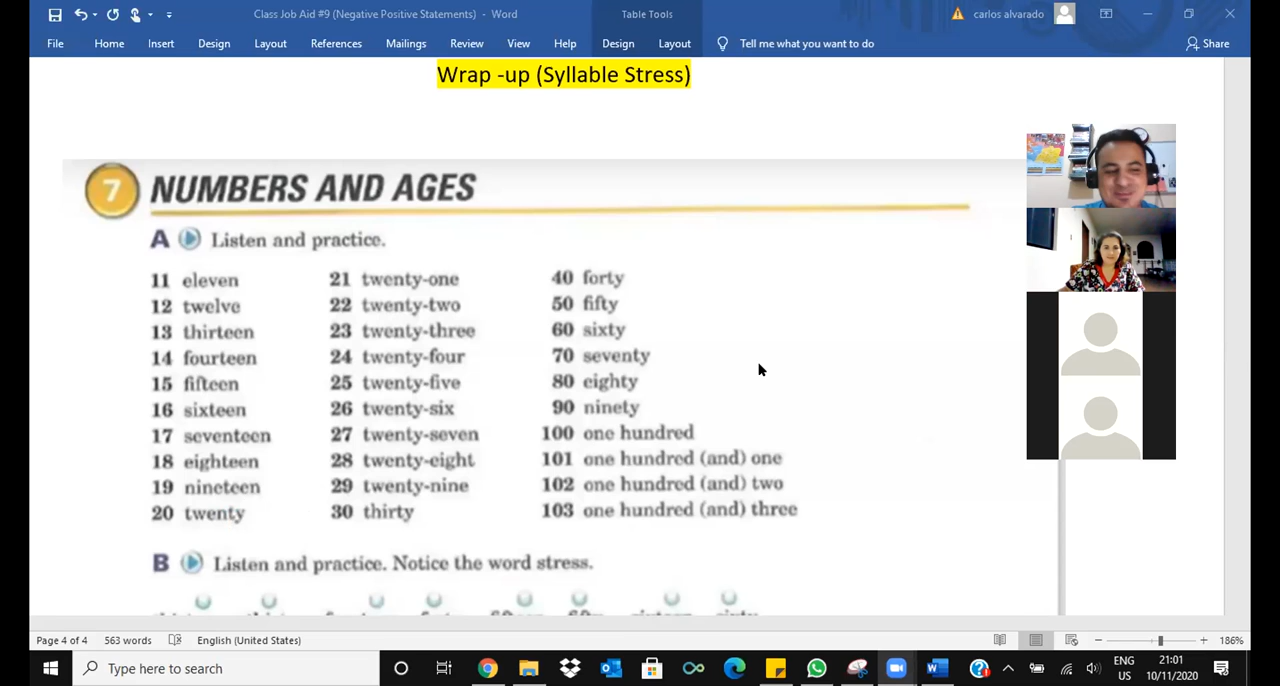 Class Job Aid #9 (Negative Positive Statements) - Word
Table Tools
carlos alvarado
File Home Insert Design Layout References Mailings Review View Help Design Layout Tell me what you want to do Share
Wrap -up (Syllable Stress)
7 NUMBERS AND AGES
A Listen and practice.
11 eleven 21 twenty-one 40 forty
12 twelve 22 twenty-two 50 fifty
13 thirteen 23 twenty-three 60 sixty
14 fourteen 24 twenty-four 70 seventy
15 fifteen 25 twenty-five 80 eighty
16 sixteen 26 twenty-six 90 ninety
17 seventeen 27 twenty-seven 100 one hundred
18 eighteen 28 twenty-eight 101 one hundred (and) one
19 nineteen 29 twenty-nine 102 one hundred (and) two
20 twenty 30 thirty 103 one hundred (and) three
B Listen and practice. Notice the word stress.
Page 4 of 4 563 words English (United States) 186%
Type here to search
ENG 21:01
US 10/11/2020